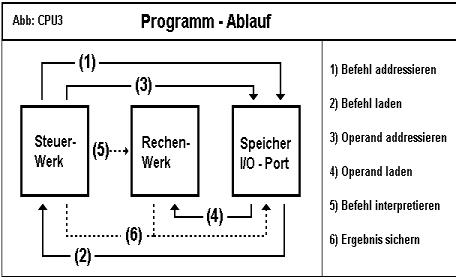 Abb: CPU3
Programm - Ablauf
(1)
(3)
Steuer-
Werk
(5)
Rechen-
Werk
Speicher
I/O - Port
(4)
(6)
(2)
1) Befehl addressieren
2) Befehl laden
3) Operand addressieren
4) Operand laden
5) Befehl interpretieren
6) Ergebnis sichern